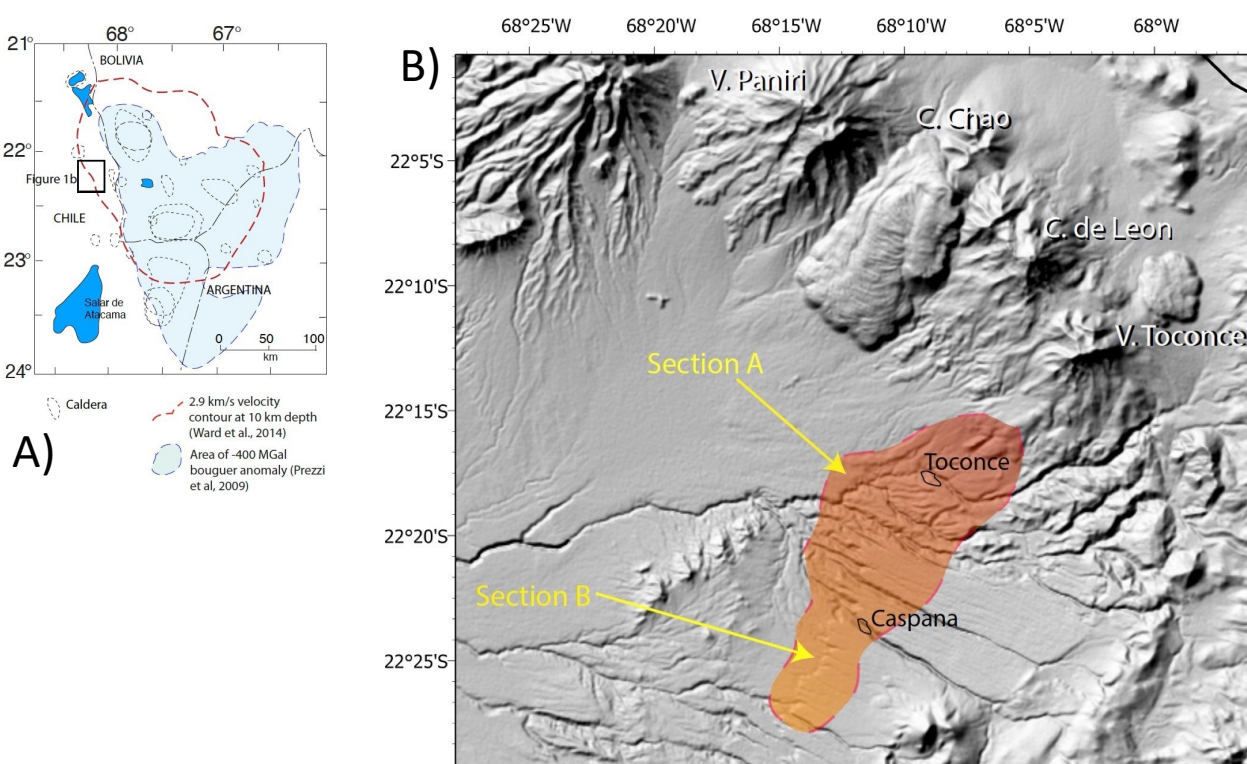 68° 67°
21°
BOLIVIA
22°
Figure 1b
CHILE
23°
ARGENTINA
Salar de
Atacama
0 50 100
km
24°
Caldera
2.9 km/s velocity
contour at 10 km depth
(Ward et al., 2014)
Area of -400 MGal
bouguer anomaly (Prezzi
et al, 2009)
A)
B)
68°25'W 68°20'W 68°15'W 68°10'W 68°5'W 68°W
V. Paniri
C. Chao
22°5'S
C. de Leon
22°10'S
V. Toconce
Section A
22°15'S
Toconce
22°20'S
Section B
Caspana
22°25'S